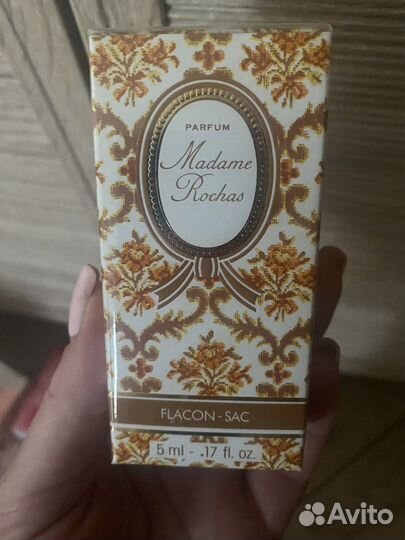 PARFUM
Madame
Rochas
FLACON-SAC
5 ml - .17 fl. oz.
Avito